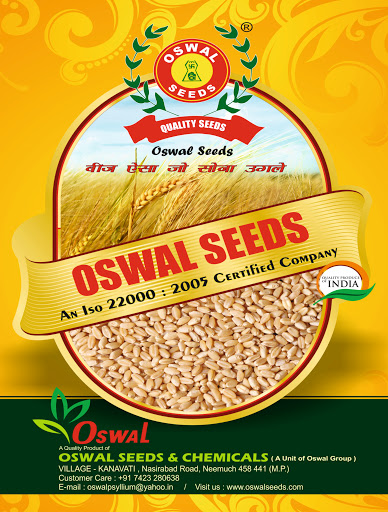 ®
OSWAL
SEEDS
QUALITY SEEDS
Oswal Seeds
बीज ऐसा जो सोना उगले
OSWAL SEEDS
AN ISO 22000 : 2005 CERTIFIED COMPANY
QUALITY PRODUCT
OF INDIA
OSWAL
A Quality Product of
OSWAL SEEDS & CHEMICALS ( A Unit of Oswal Group )
VILLAGE - KANAVATI , Nasirabad Road, Neemuch 458 441 (M.P.)
Customer Care : +91 7423 280638
E-mail : oswalpsyllium@yahoo.in / Visit us : www.oswalseeds.com